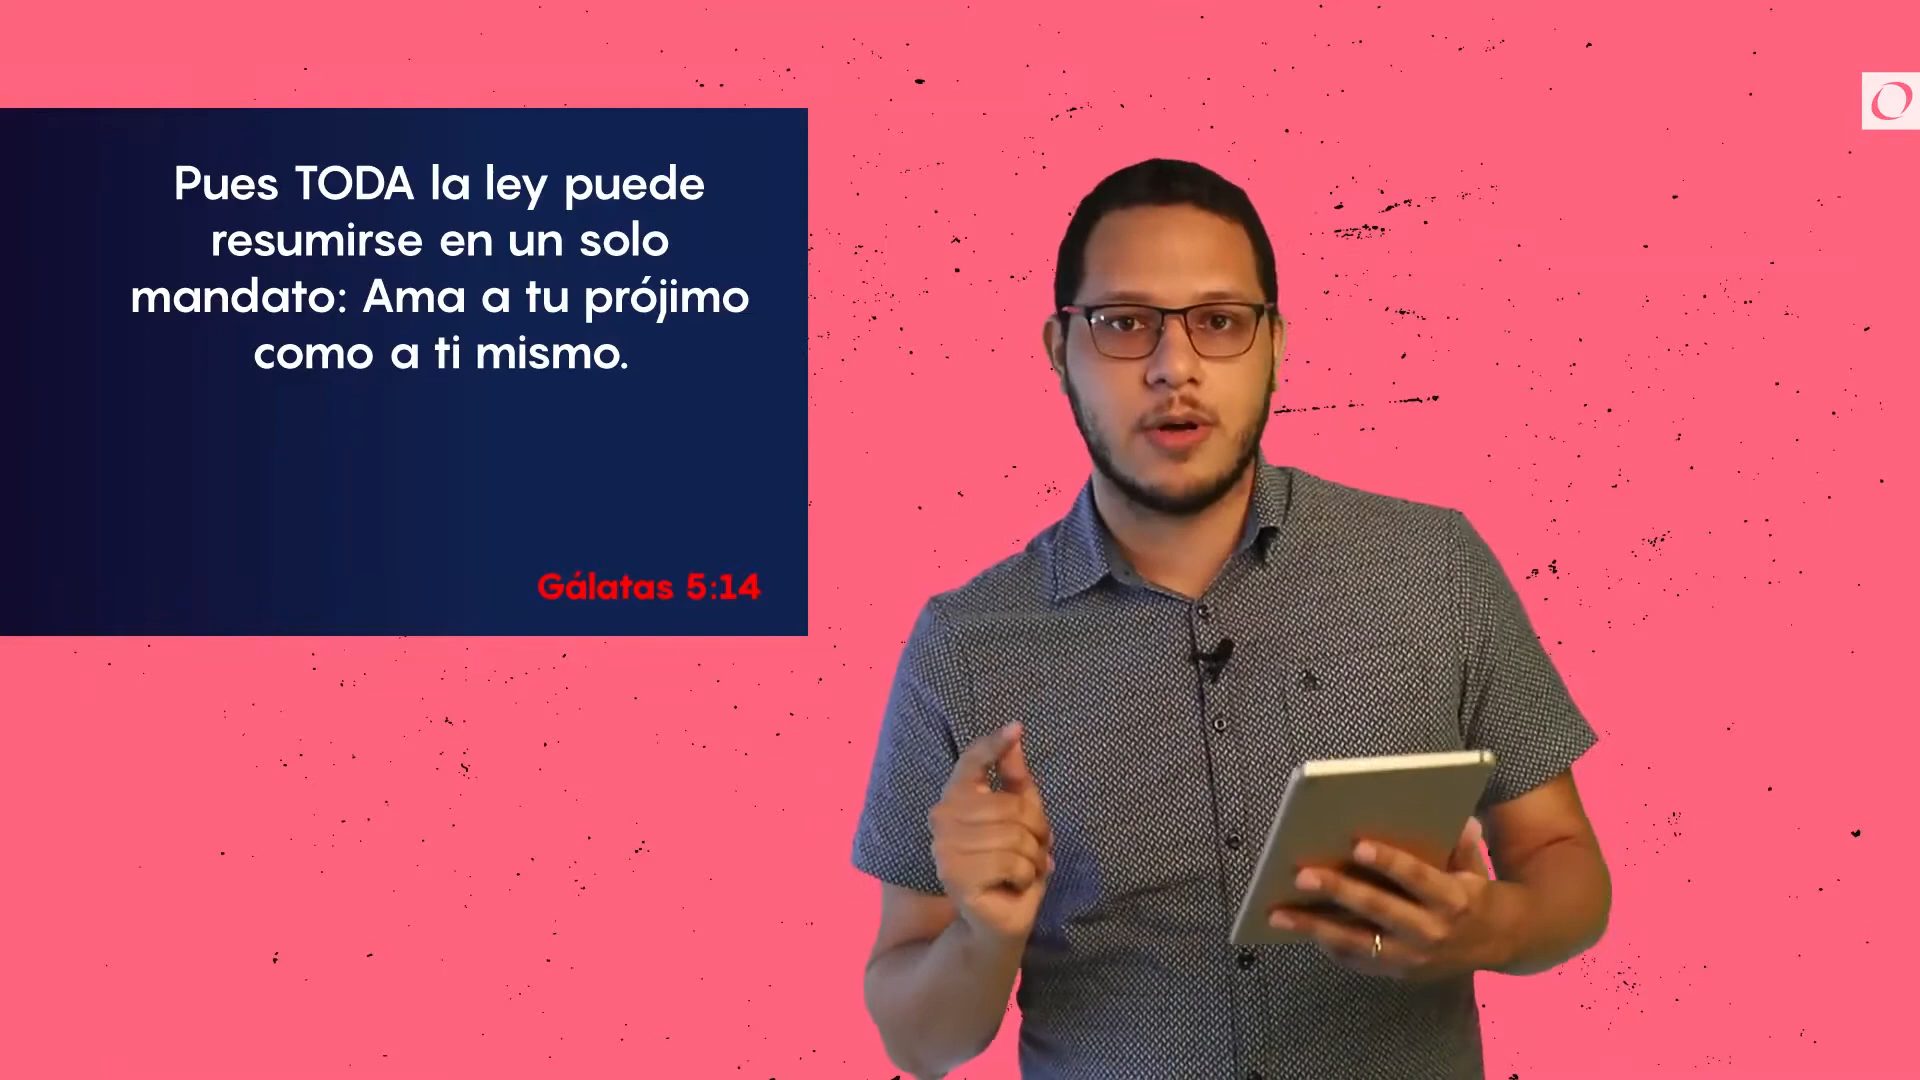 Pues TODA la ley puede
resumirse en un solo
mandato: Ama a tu prójimo
como a ti mismo.
Gálatas 5:14